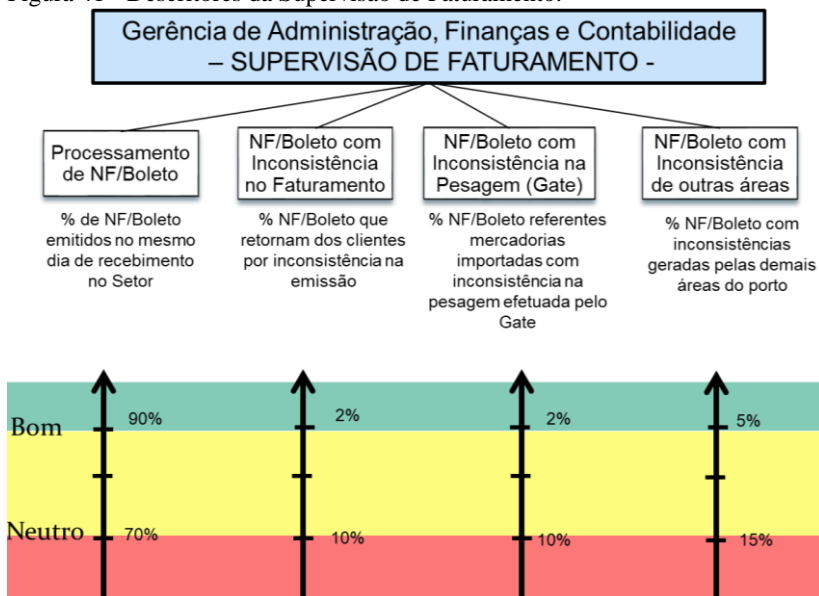 Gerência de Administração, Finanças e Contabilidade
– SUPERVISÃO DE FATURAMENTO -
Processamento
de NF/Boleto
NF/Boleto com
Inconsistência
no Faturamento
NF/Boleto com
Inconsistência na
Pesagem (Gate)
NF/Boleto com
Inconsistência
de outras áreas
% de NF/Boleto
emitidos no mesmo
dia de recebimento
no Setor
% NF/Boleto que
retornam dos clientes
por inconsistência na
emissão
% NF/Boleto referentes
mercadorias
importadas com
inconsistência na
pesagem efetuada pelo
Gate
% NF/Boleto com
inconsistências
geradas pelas demais
áreas do porto
Bom 90% 2% 2% 5%
Neutro 70% 10% 10% 15%